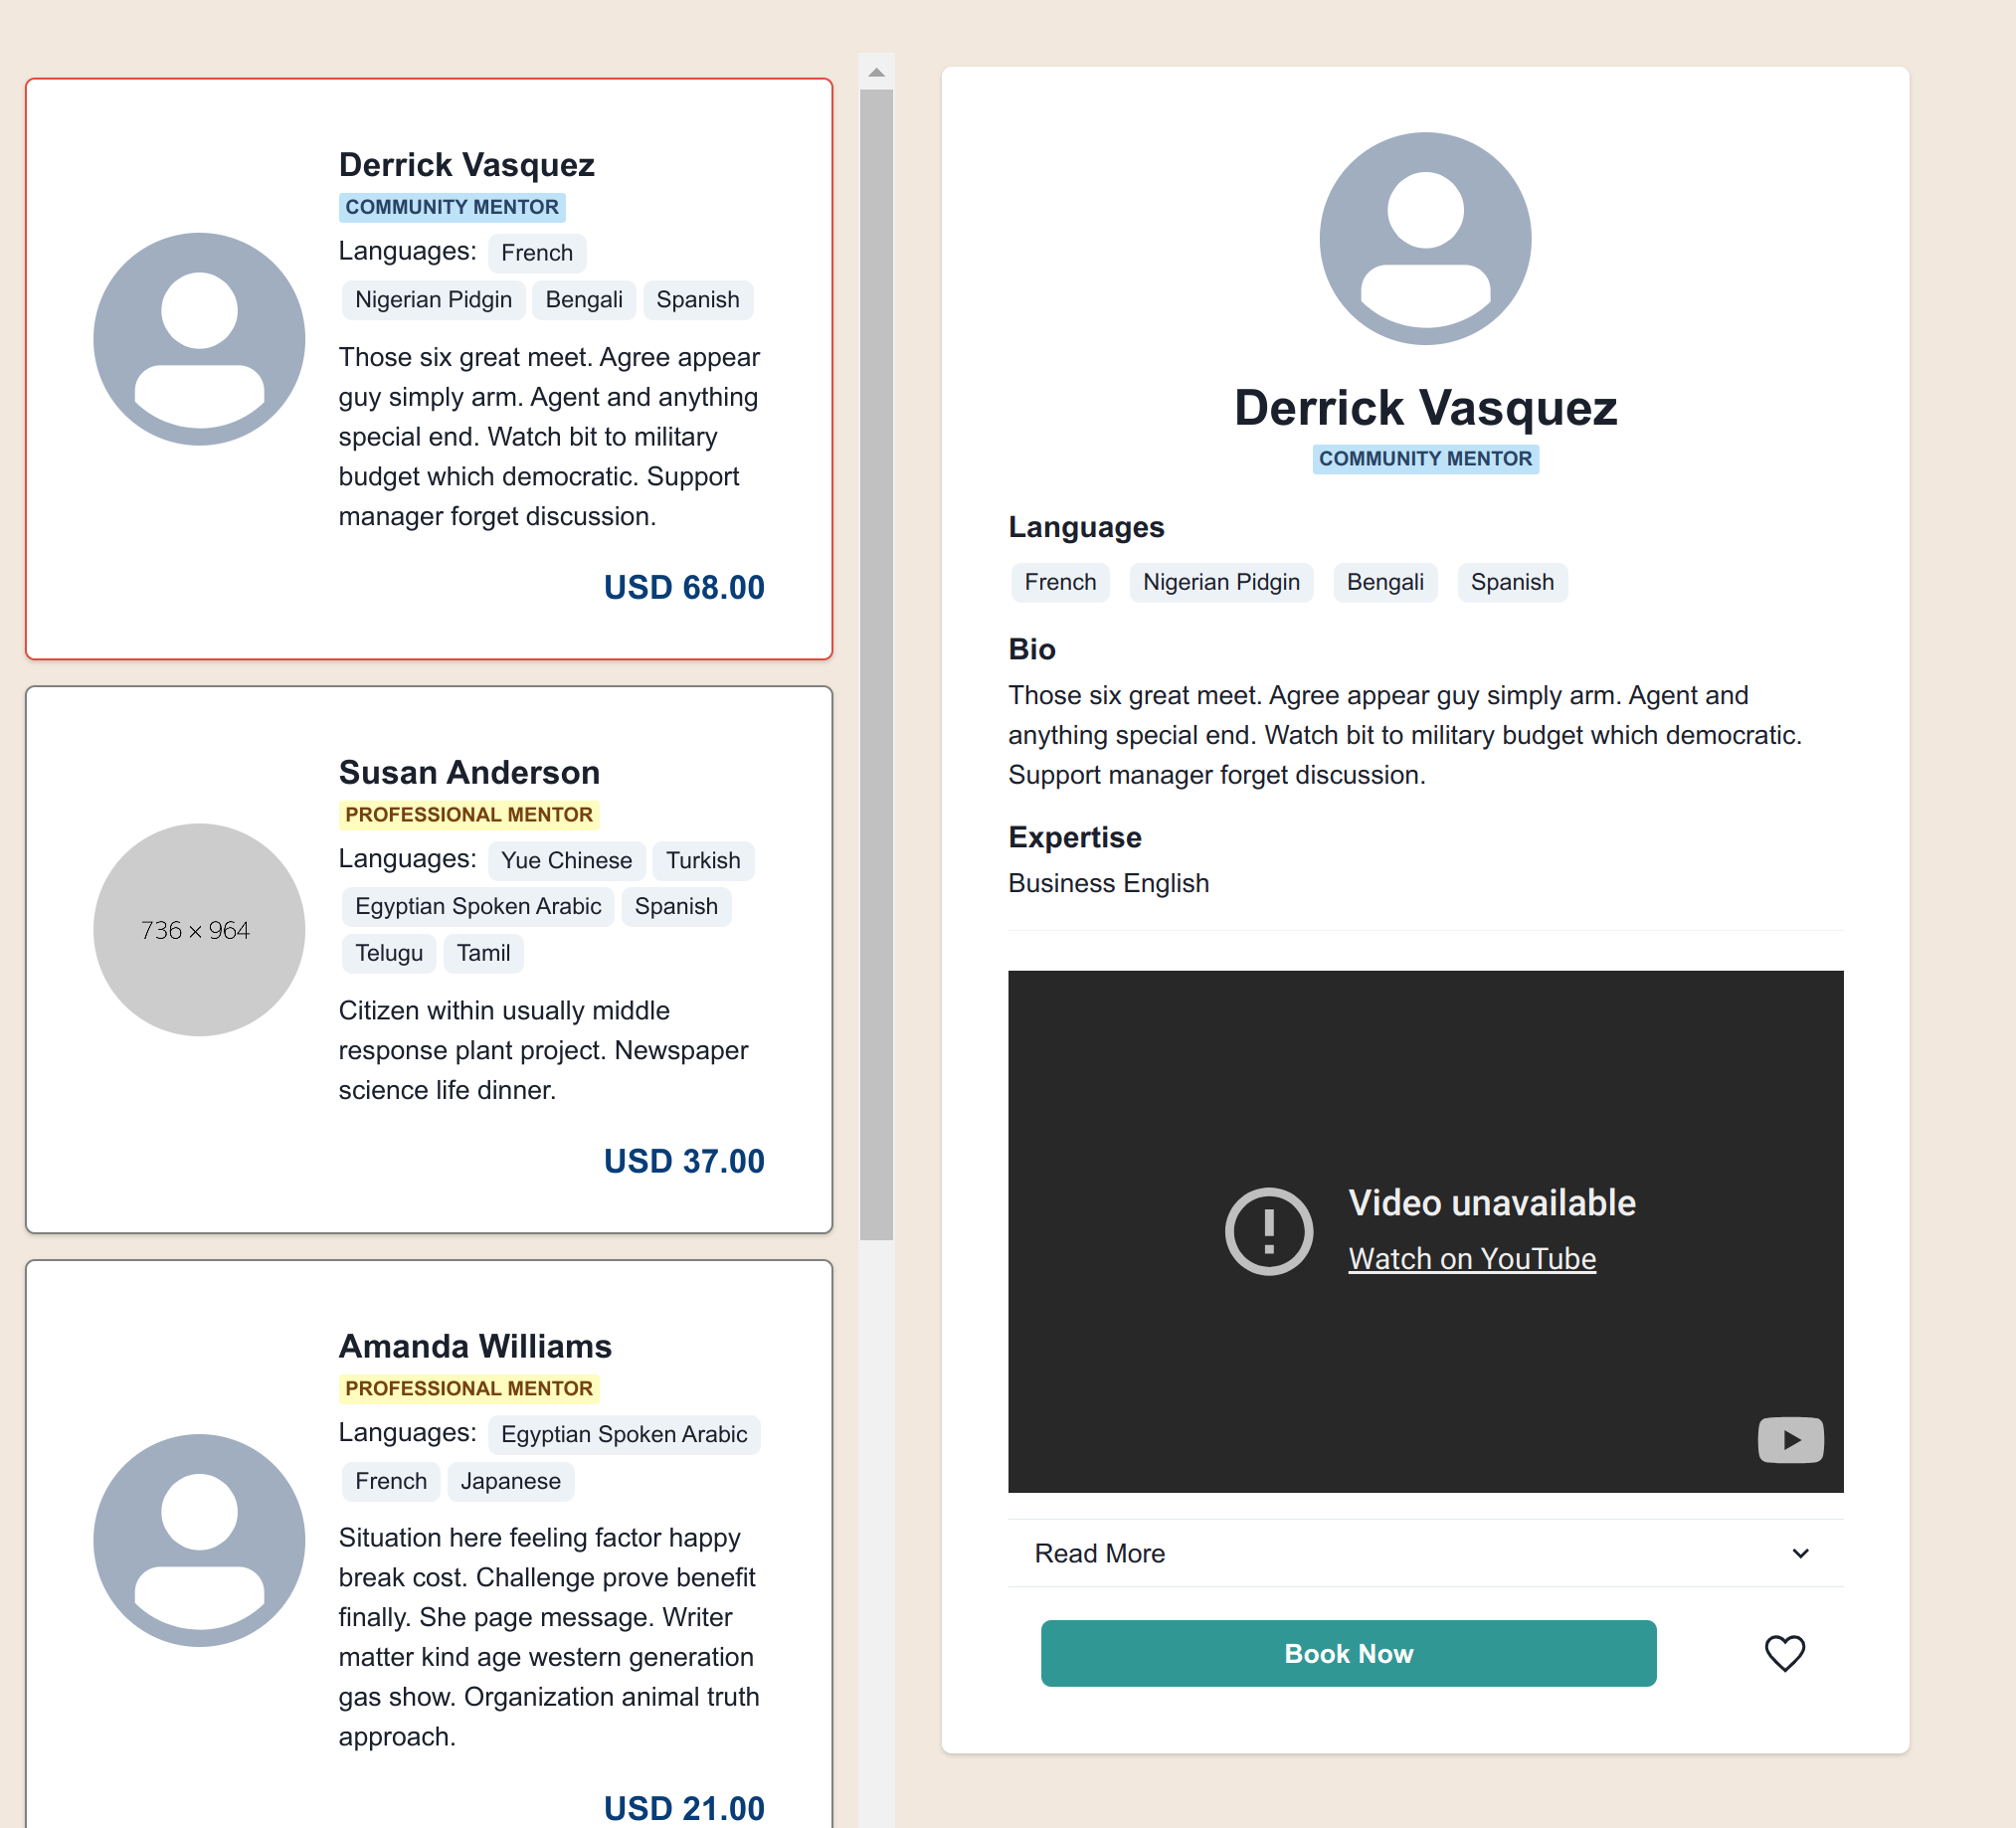 Derrick Vasquez
COMMUNITY MENTOR
Languages: French
Nigerian Pidgin Bengali Spanish
Those six great meet. Agree appear
guy simply arm. Agent and anything
special end. Watch bit to military
budget which democratic. Support
manager forget discussion.
USD 68.00
Susan Anderson
PROFESSIONAL MENTOR
Languages: Yue Chinese Turkish
Egyptian Spoken Arabic Spanish
Telugu Tamil
736 × 964
Citizen within usually middle
response plant project. Newspaper
science life dinner.
USD 37.00
Amanda Williams
PROFESSIONAL MENTOR
Languages: Egyptian Spoken Arabic
French Japanese
Situation here feeling factor happy
break cost. Challenge prove benefit
finally. She page message. Writer
matter kind age western generation
gas show. Organization animal truth
approach.
USD 21.00
Derrick Vasquez
COMMUNITY MENTOR
Languages
French Nigerian Pidgin Bengali Spanish
Bio
Those six great meet. Agree appear guy simply arm. Agent and
anything special end. Watch bit to military budget which democratic.
Support manager forget discussion.
Expertise
Business English
Video unavailable
Watch on YouTube
Read More
Book Now